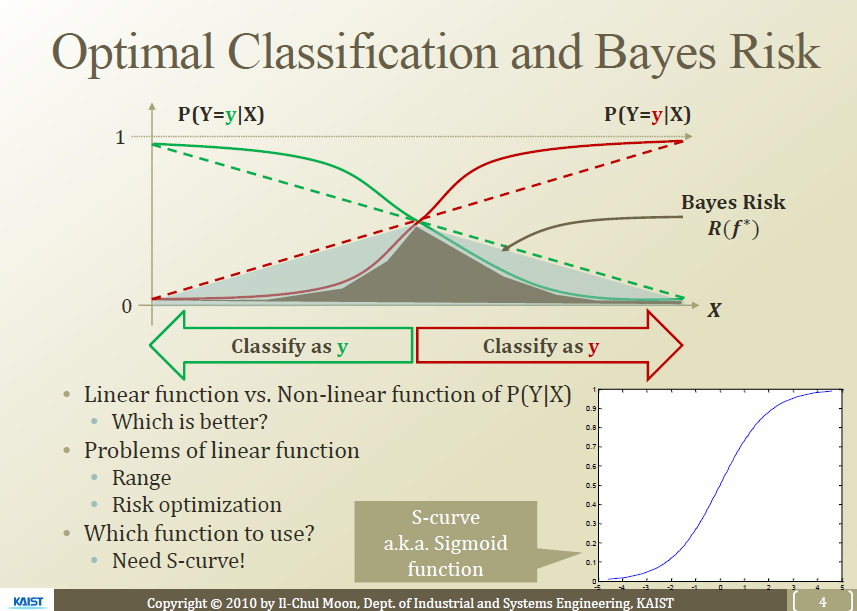 Optimal Classification and Bayes Risk
P(Y=y|X)
P(Y=y|X)
1
Bayes Risk
R(f*)
0
X
Classify as y
Classify as y
• Linear function vs. Non-linear function of P(Y|X)
• Which is better?
• Problems of linear function
• Range
• Risk optimization
• Which function to use?
• Need S-curve!
S-curve
a.k.a. Sigmoid
function
1
0.9
0.8
0.7
0.6
0.5
0.4
0.3
0.2
0.1
0
-5 -4 -3 -2 -1 0 1 2 3 4 5
KAIST
Copyright © 2010 by Il-Chul Moon, Dept. of Industrial and Systems Engineering, KAIST
4